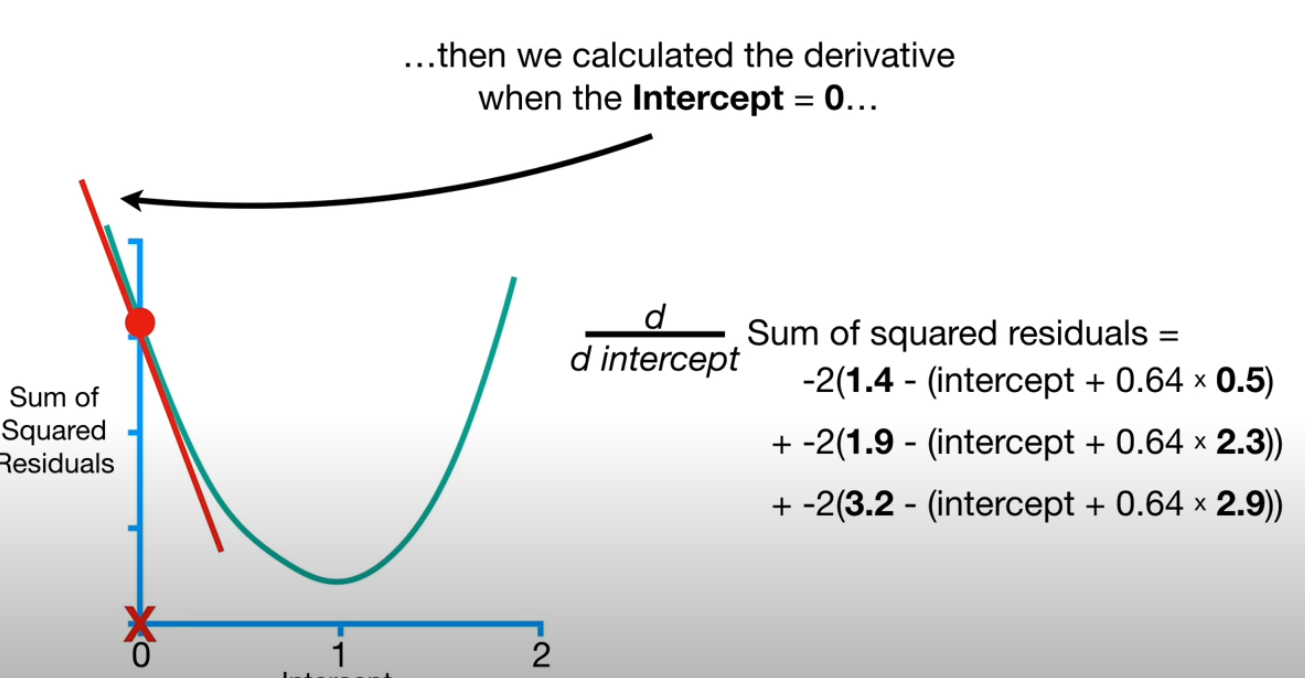 …then we calculated the derivative
when the Intercept = 0…
Sum of
Squared
Residuals
d
d intercept
Sum of squared residuals =
-2(1.4 - (intercept + 0.64 × 0.5)
+ -2(1.9 - (intercept + 0.64 × 2.3))
+ -2(3.2 - (intercept + 0.64 × 2.9))
X
0 1 2
Intercept